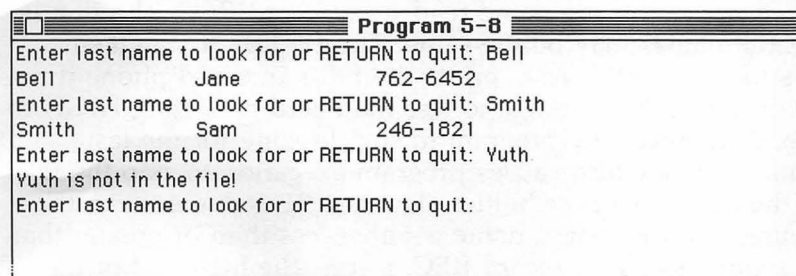 Program 5-8
Enter last name to look for or RETURN to quit: Bell
Bell Jane 762-6452
Enter last name to look for or RETURN to quit: Smith
Smith Sam 246-1821
Enter last name to look for or RETURN to quit: Yuth
Yuth is not in the file!
Enter last name to look for or RETURN to quit: